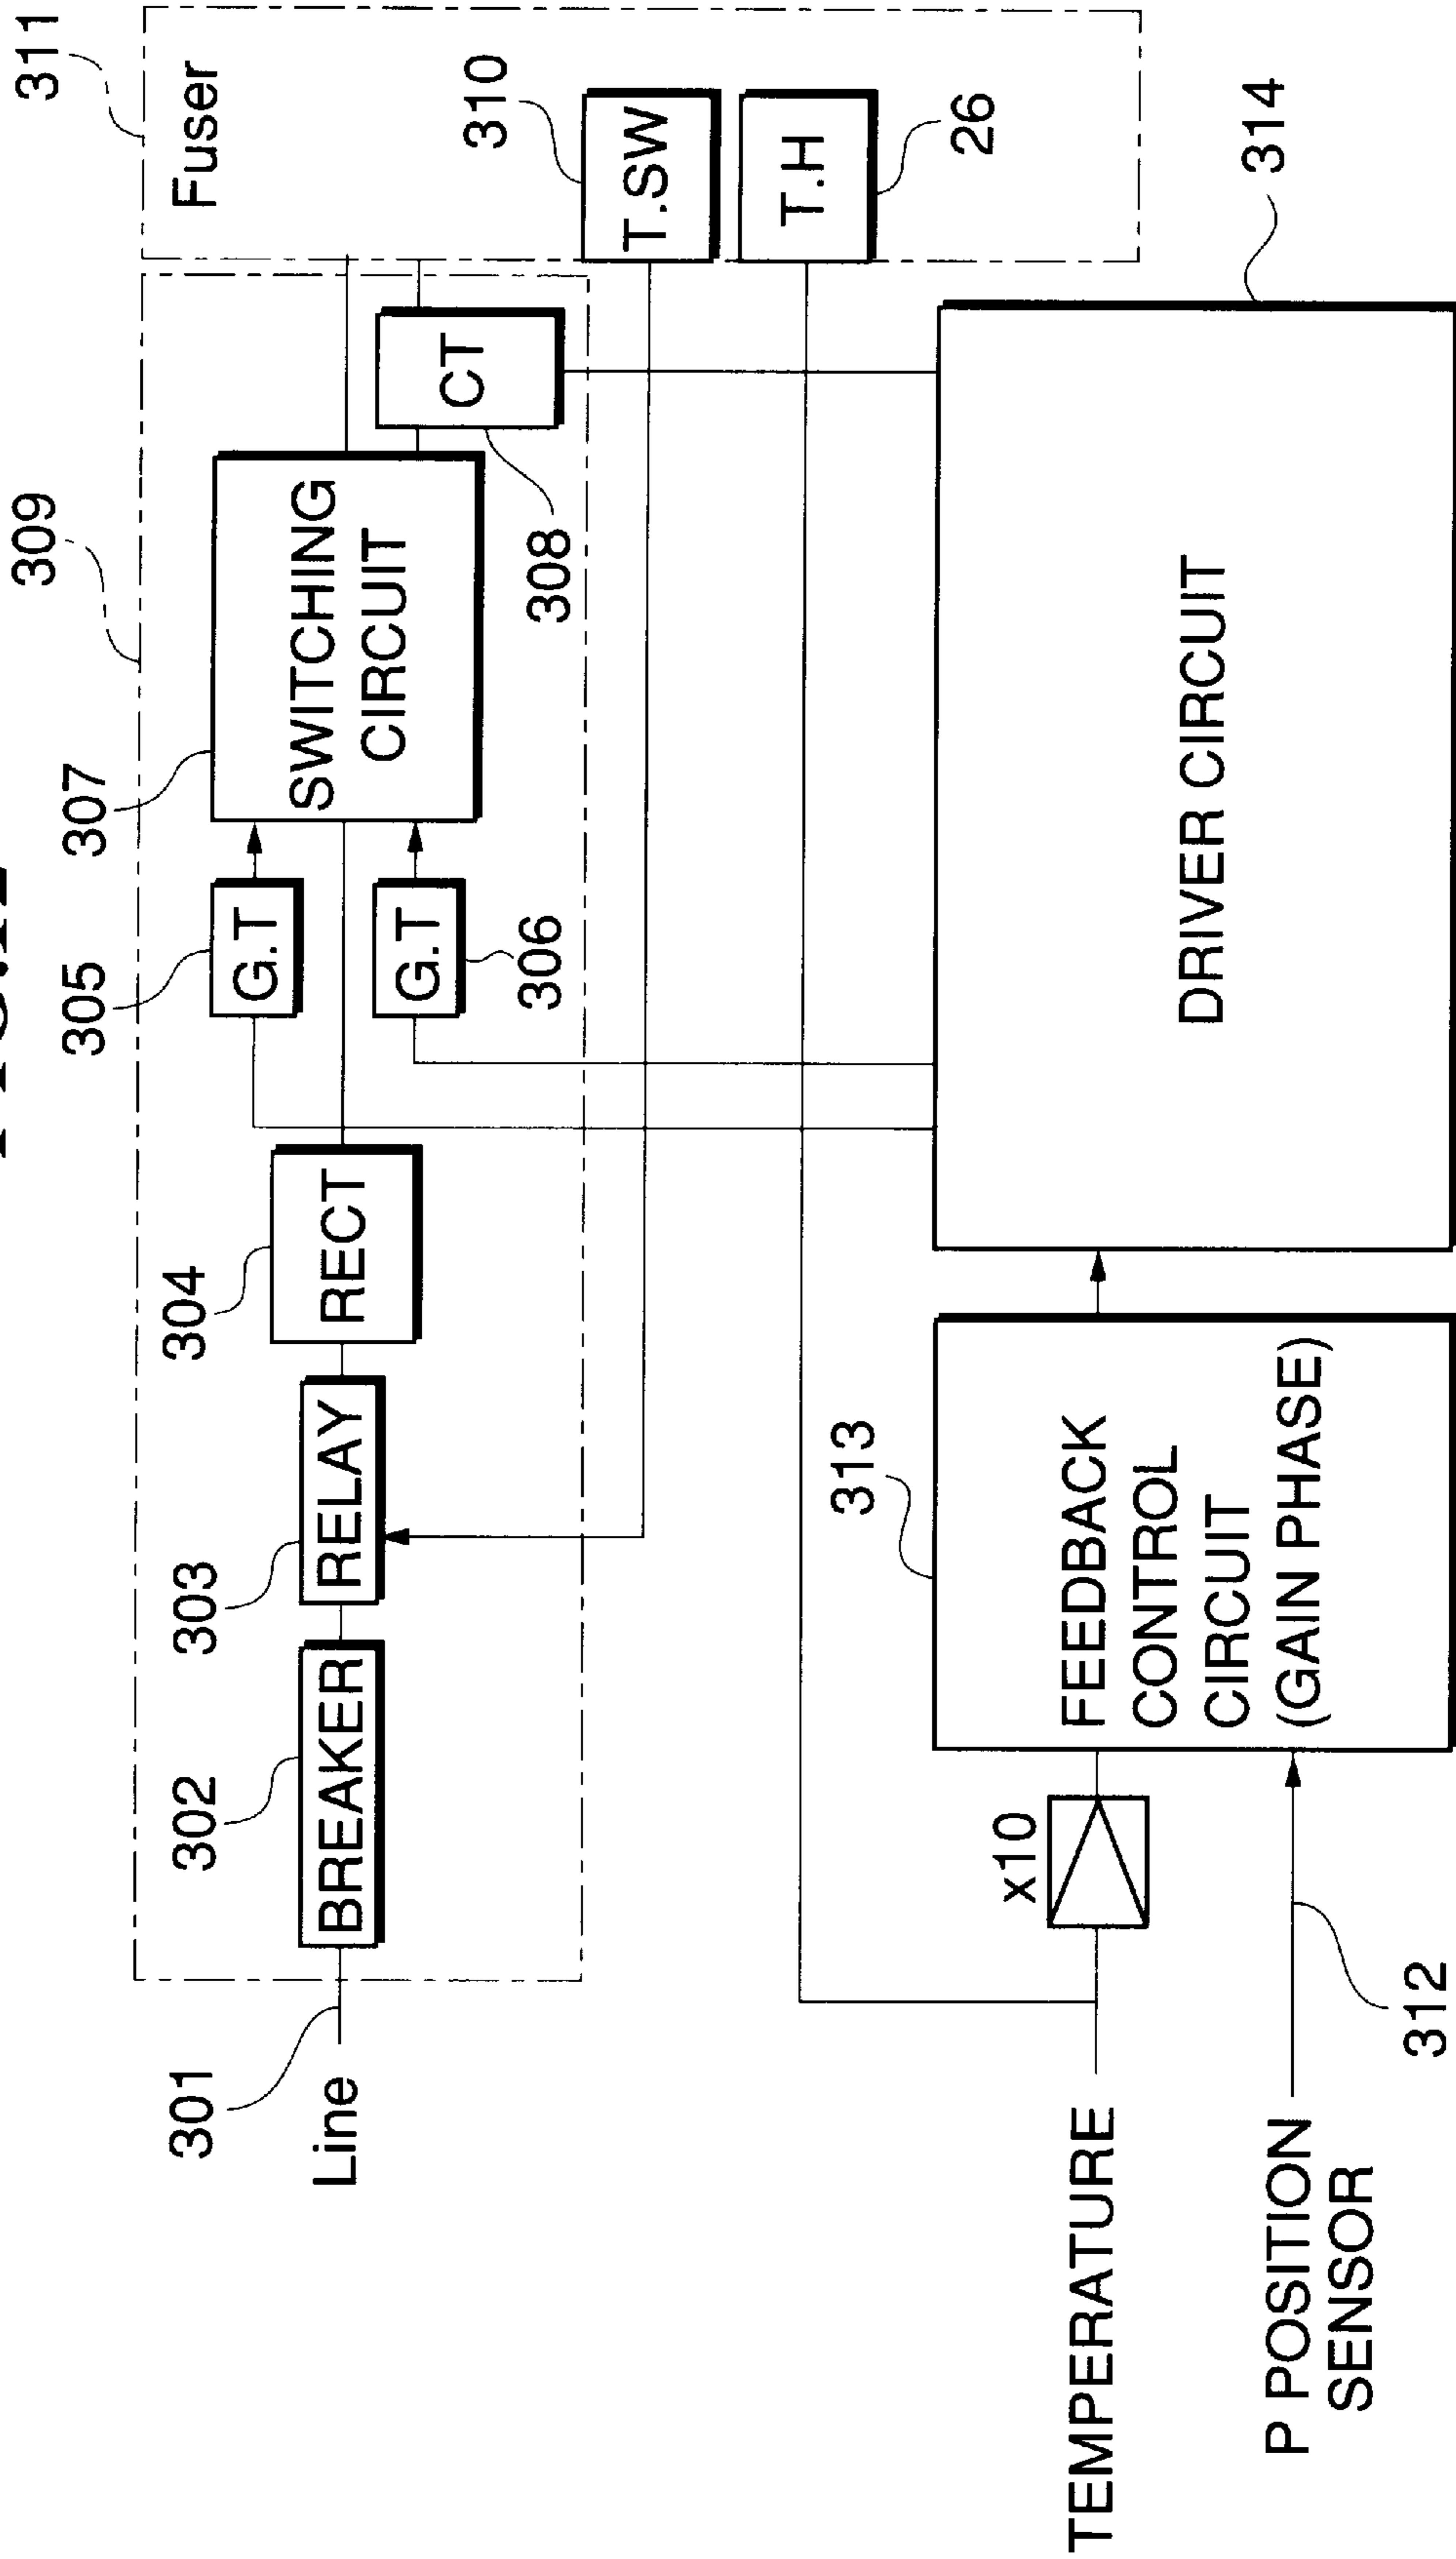 311
Fuser
310
T.SW
T.H
26
309
307
SWITCHING
CIRCUIT
CT
308
305
G.T
G.T
306
304
RECT
303
RELAY
302
BREAKER
301
Line
314
DRIVER CIRCUIT
313
FEEDBACK
CONTROL
CIRCUIT
(GAIN PHASE)
x10
312
TEMPERATURE
P POSITION
SENSOR